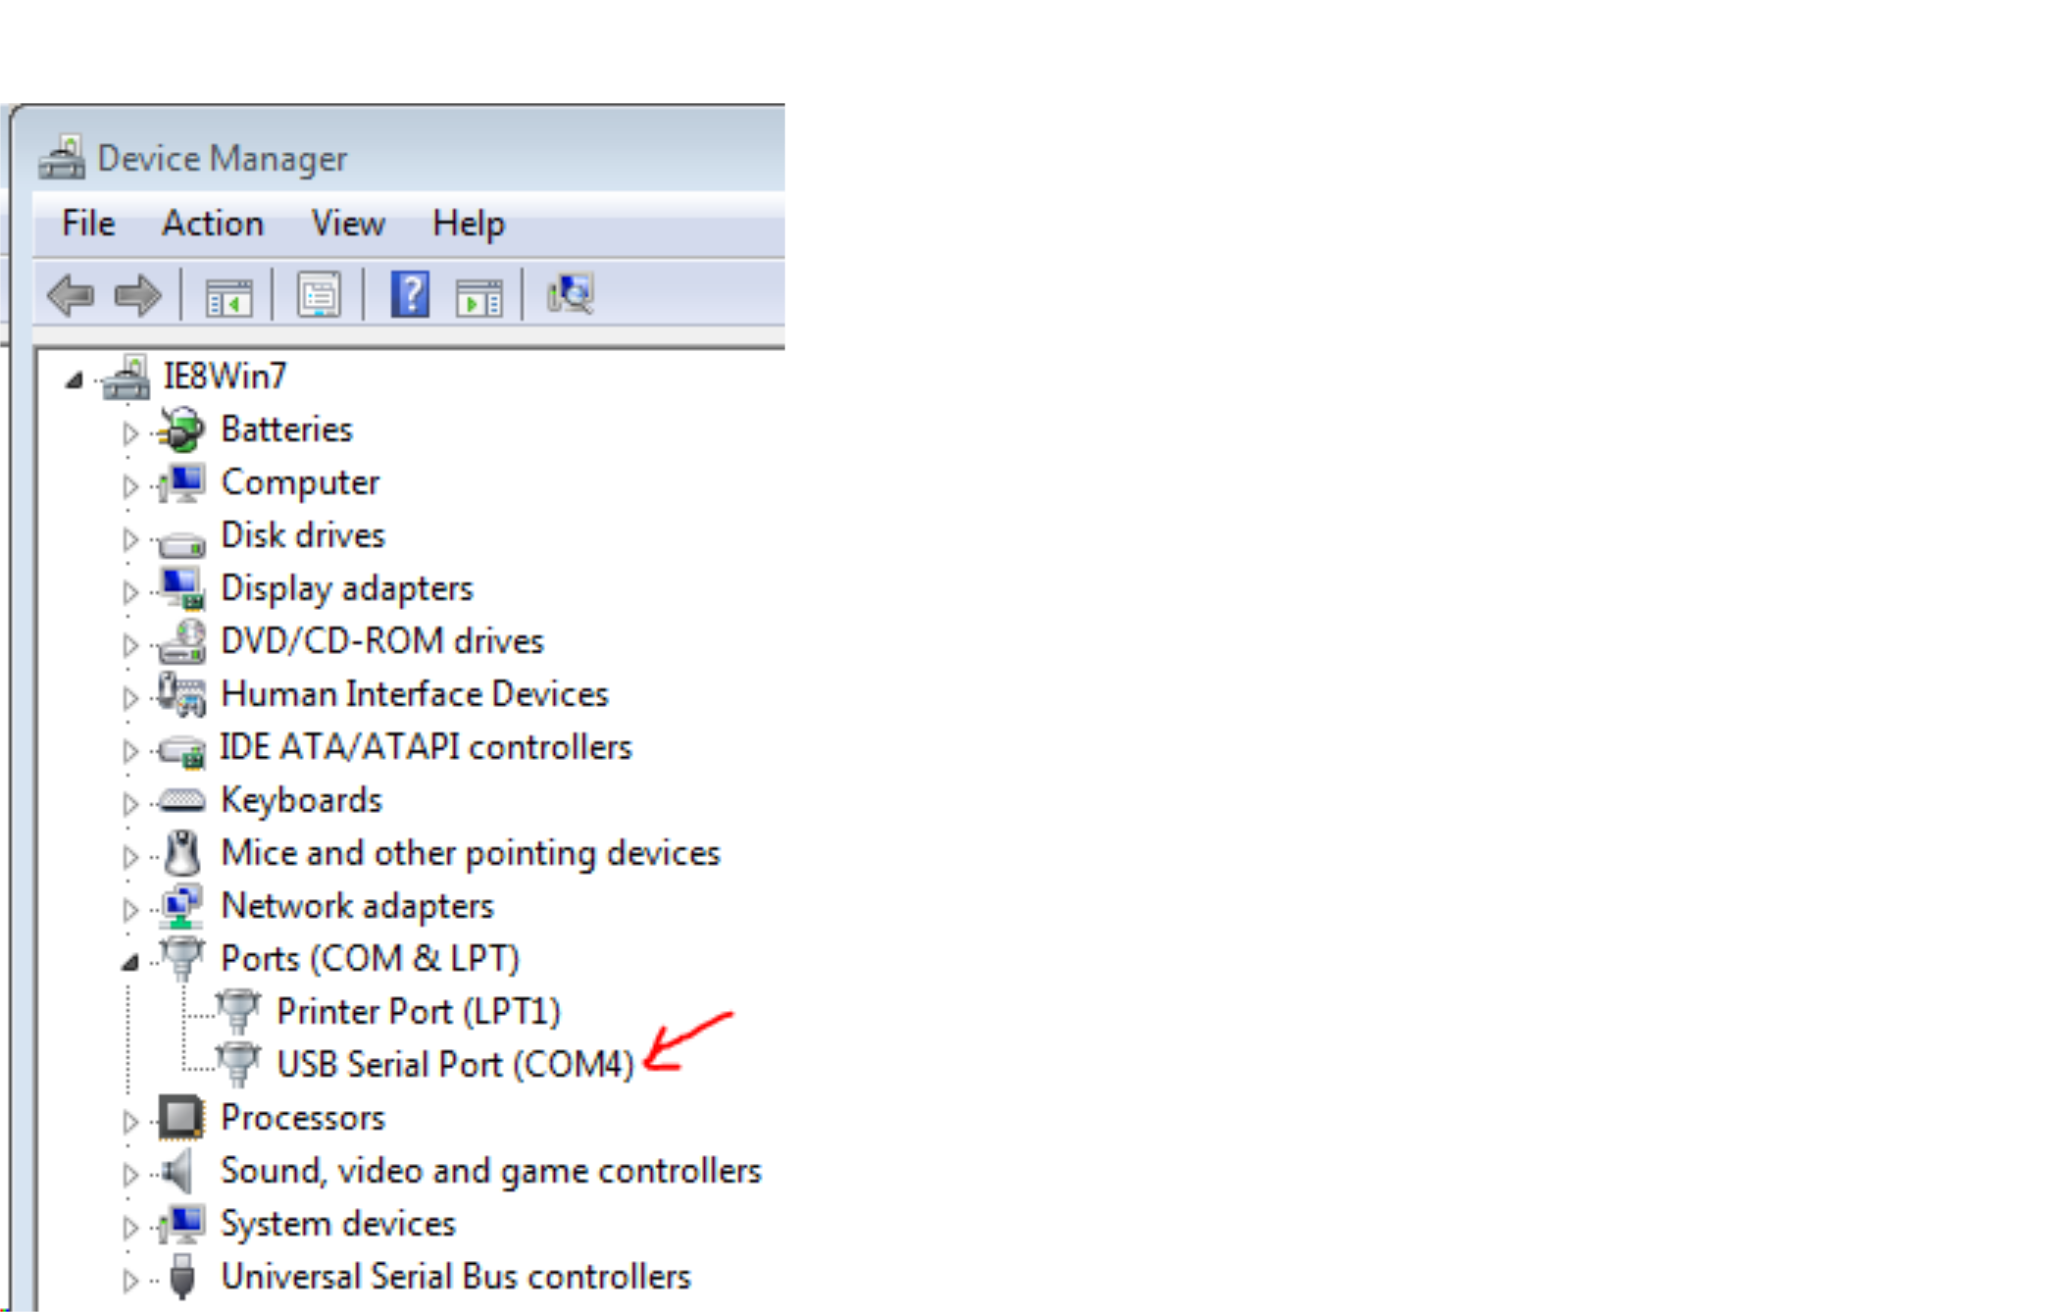 Device Manager
File Action View Help
IE8Win7
Batteries
Computer
Disk drives
Display adapters
DVD/CD-ROM drives
Human Interface Devices
IDE ATA/ATAPI controllers
Keyboards
Mice and other pointing devices
Network adapters
Ports (COM & LPT)
Printer Port (LPT1)
USB Serial Port (COM4)
Processors
Sound, video and game controllers
System devices
Universal Serial Bus controllers